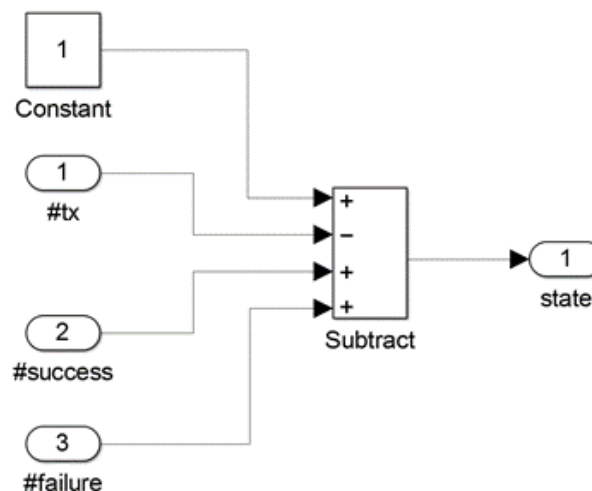 1
Constant
1
#tx
2
#success
3
#failure
+
−
+
+
Subtract
1
state